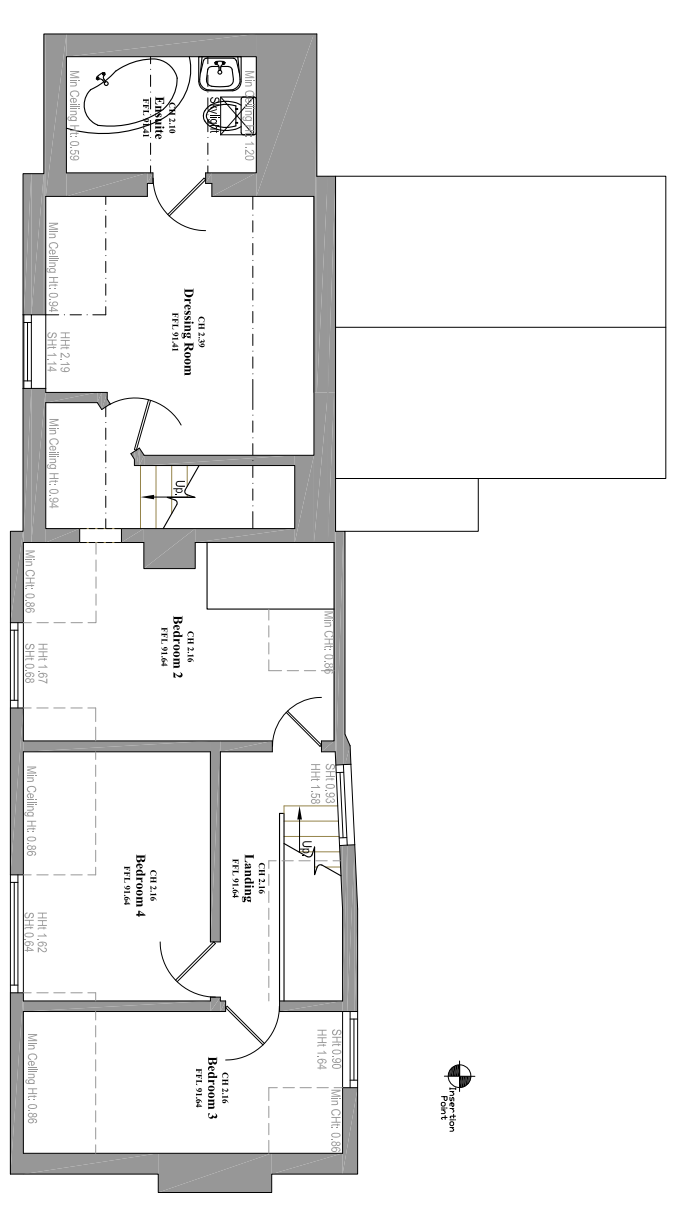 Min Ceiling Ht: 0.59
CH 2.10
Ensuite
FFL 91.41
Skylight
Min Ceiling Ht: 1.20
Min Ceiling Ht: 0.94
HHt 2.19
SHt 1.14
CH 2.39
Dressing Room
FFL 91.41
Min Ceiling Ht: 0.94
Up.
Min CHt: 0.86
HHt 1.67
SHt 0.68
CH 2.16
Bedroom 2
FFL 91.64
Min CHt: 0.86
SHt 0.93
HHt 1.58
Up.
CH 2.16
Landing
FFL 91.64
Min Ceiling Ht: 0.86
CH 2.16
Bedroom 4
FFL 91.64
HHt 1.62
SHt 0.64
SHt 0.90
HHt 1.64
Min CHt: 0.86
CH 2.16
Bedroom 3
FFL 91.64
Min Ceiling Ht: 0.86
Insertion
Point